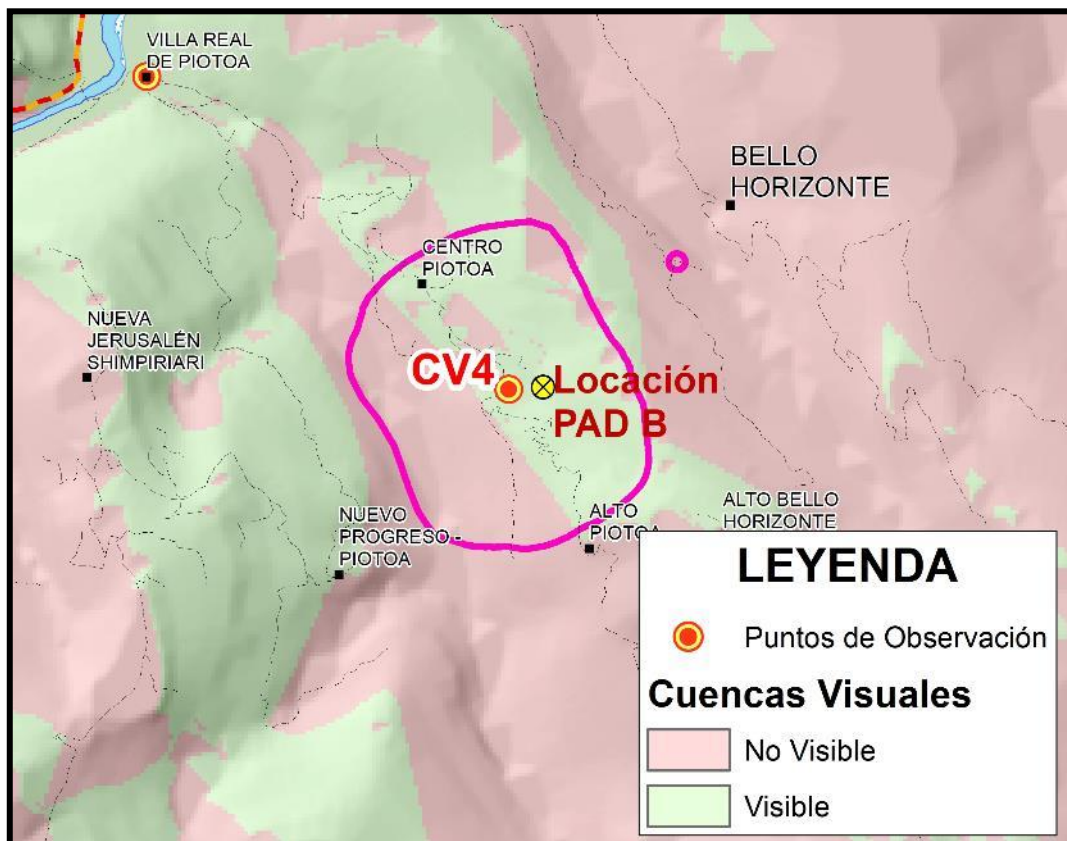 VILLA REAL
DE PIOTOA
BELLO
HORIZONTE
CENTRO
PIOTOA
NUEVA
JERUSALÉN
SHIMPIRIARI
CV4
Locación
PAD B
NUEVO
PROGRESO -
PIOTOA
ALTO
PIOTOA
ALTO BELLO
HORIZONTE
LEYENDA
Puntos de Observación
Cuencas Visuales
No Visible
Visible